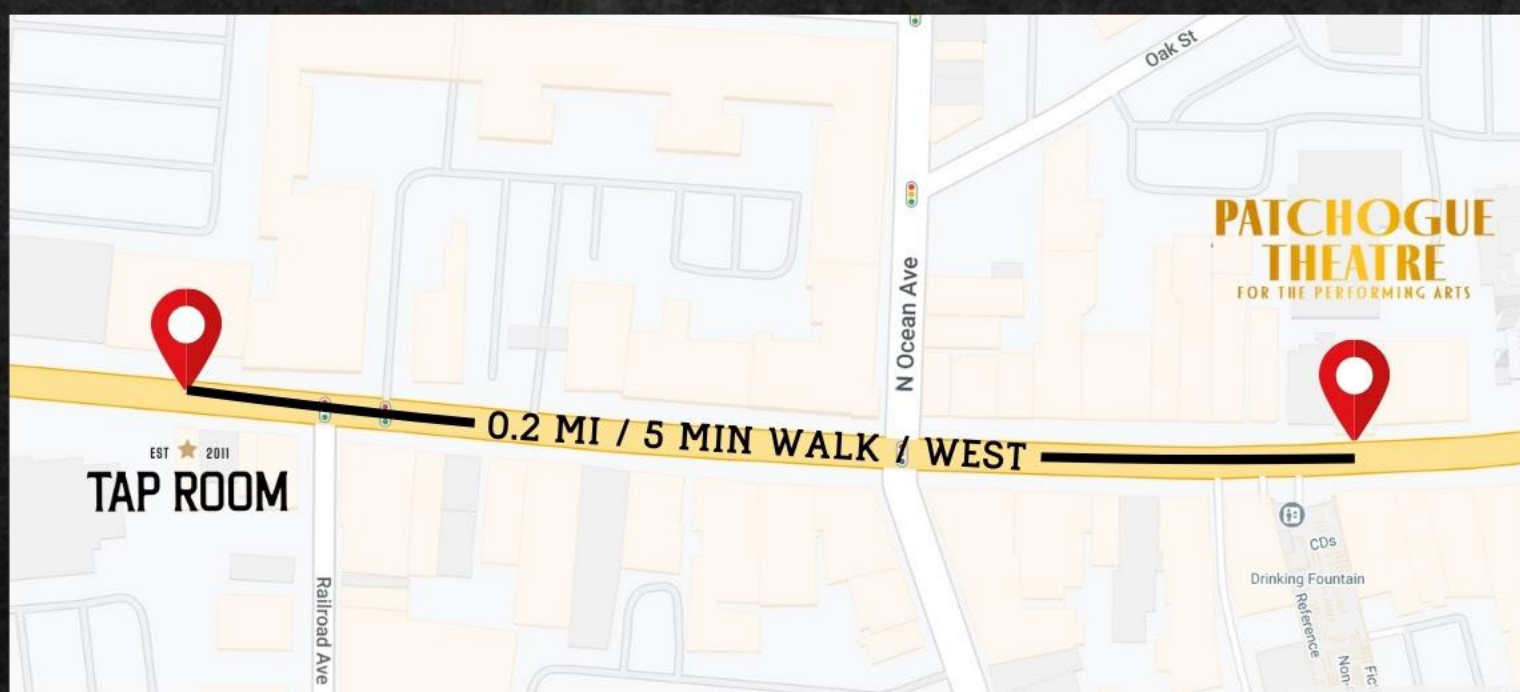 Oak St
PATCHOGUE
THEATRE
FOR THE PERFORMING ARTS
N Ocean Ave
0.2 MI / 5 MIN WALK / WEST
EST 2011
TAP ROOM
CDs
Drinking Fountain
Reference
Railroad Ave